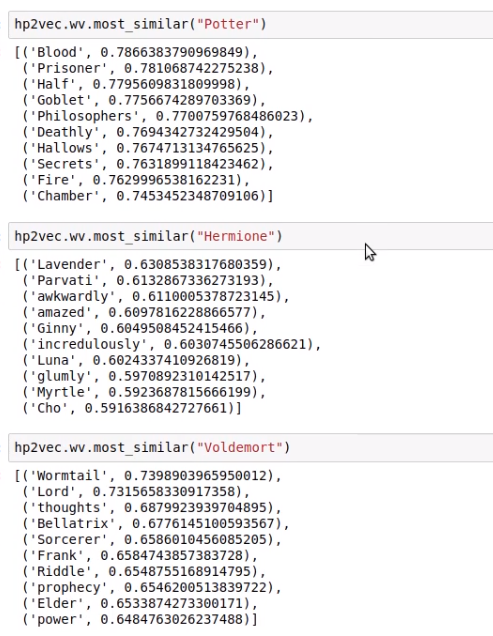 hp2vec.wv.most_similar("Potter")
[('Blood', 0.7866383790969849),
('Prisoner', 0.781068742275238),
('Half', 0.7795609831809998),
('Goblet', 0.7756674289703369),
('Philosophers', 0.7700759768486023),
('Deathly', 0.7694342732429504),
('Hallows', 0.7674713134765625),
('Secrets', 0.7631899118423462),
('Fire', 0.7629996538162231),
('Chamber', 0.7453452348709106)]
hp2vec.wv.most_similar("Hermione")
[('Lavender', 0.6308538317680359),
('Parvati', 0.6132867336273193),
('awkwardly', 0.6110005378723145),
('amazed', 0.6097816228866577),
('Ginny', 0.6049508452415466),
('incredulously', 0.6030745506286621),
('Luna', 0.6024337410926819),
('glumly', 0.5970892310142517),
('Myrtle', 0.5923687815666199),
('Cho', 0.5916386842727661)]
hp2vec.wv.most_similar("Voldemort")
[('Wormtail', 0.7398903965950012),
('Lord', 0.7315658330917358),
('thoughts', 0.6879923939704895),
('Bellatrix', 0.6776145100593567),
('Sorcerer', 0.6586010456085205),
('Frank', 0.6584743857383728),
('Riddle', 0.6548755168914795),
('prophecy', 0.6546200513839722),
('Elder', 0.6533874273300171),
('power', 0.6484763026237488)]